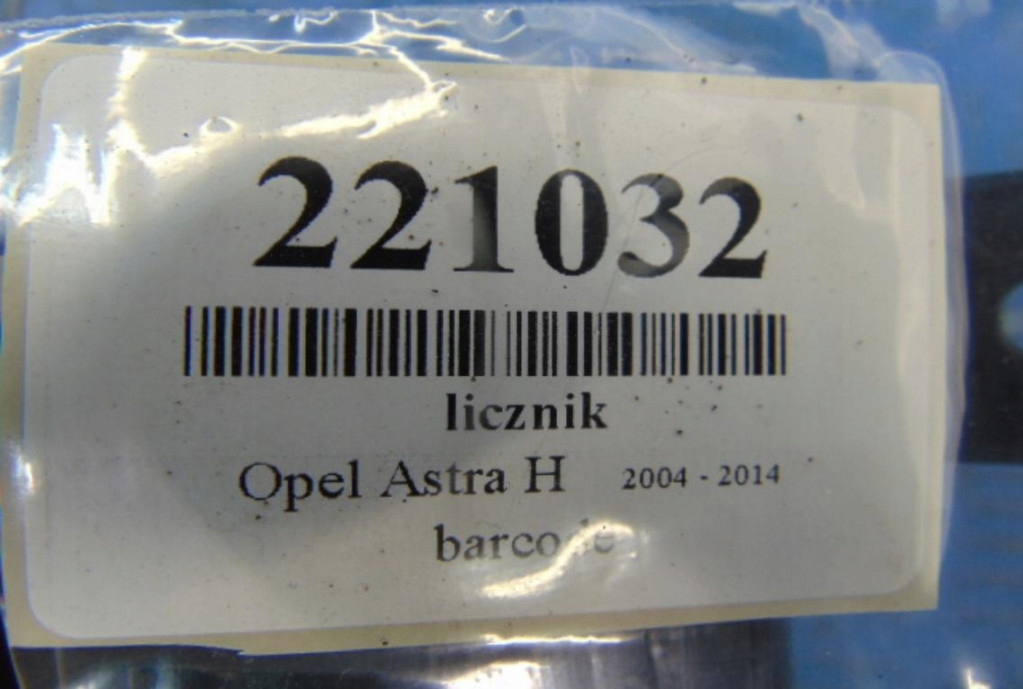 221032
licznik
Opel Astra H 2004 - 2014
barcode